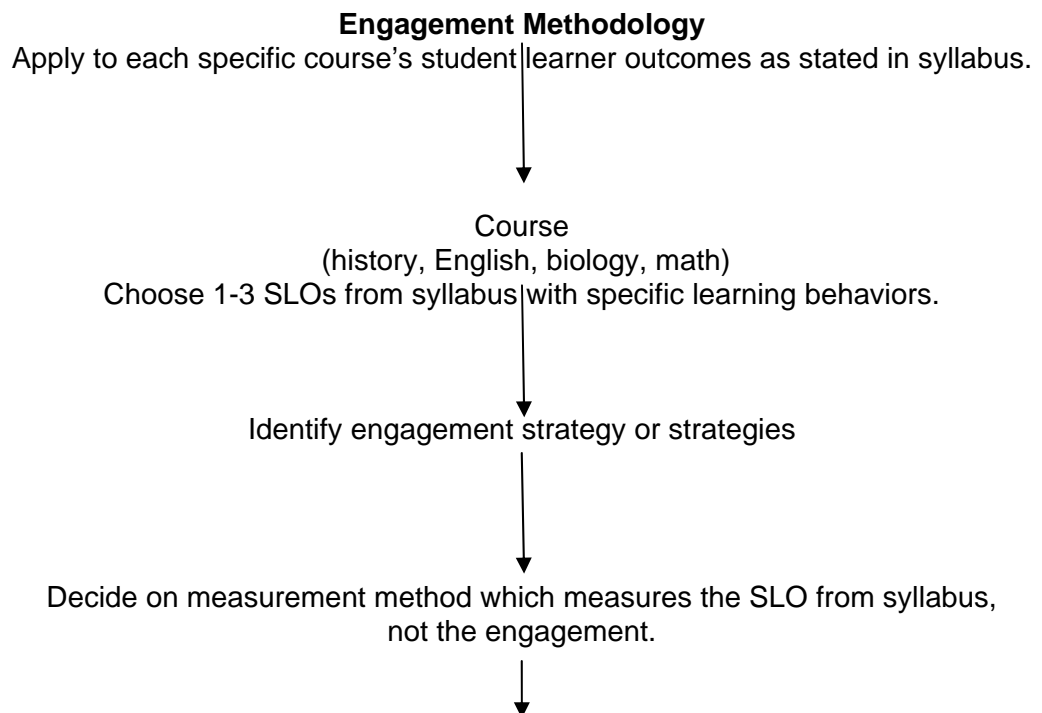 Engagement Methodology
Apply to each specific course’s student learner outcomes as stated in syllabus.
Course
(history, English, biology, math)
Choose 1-3 SLOs from syllabus with specific learning behaviors.
Identify engagement strategy or strategies
Decide on measurement method which measures the SLO from syllabus,
not the engagement.